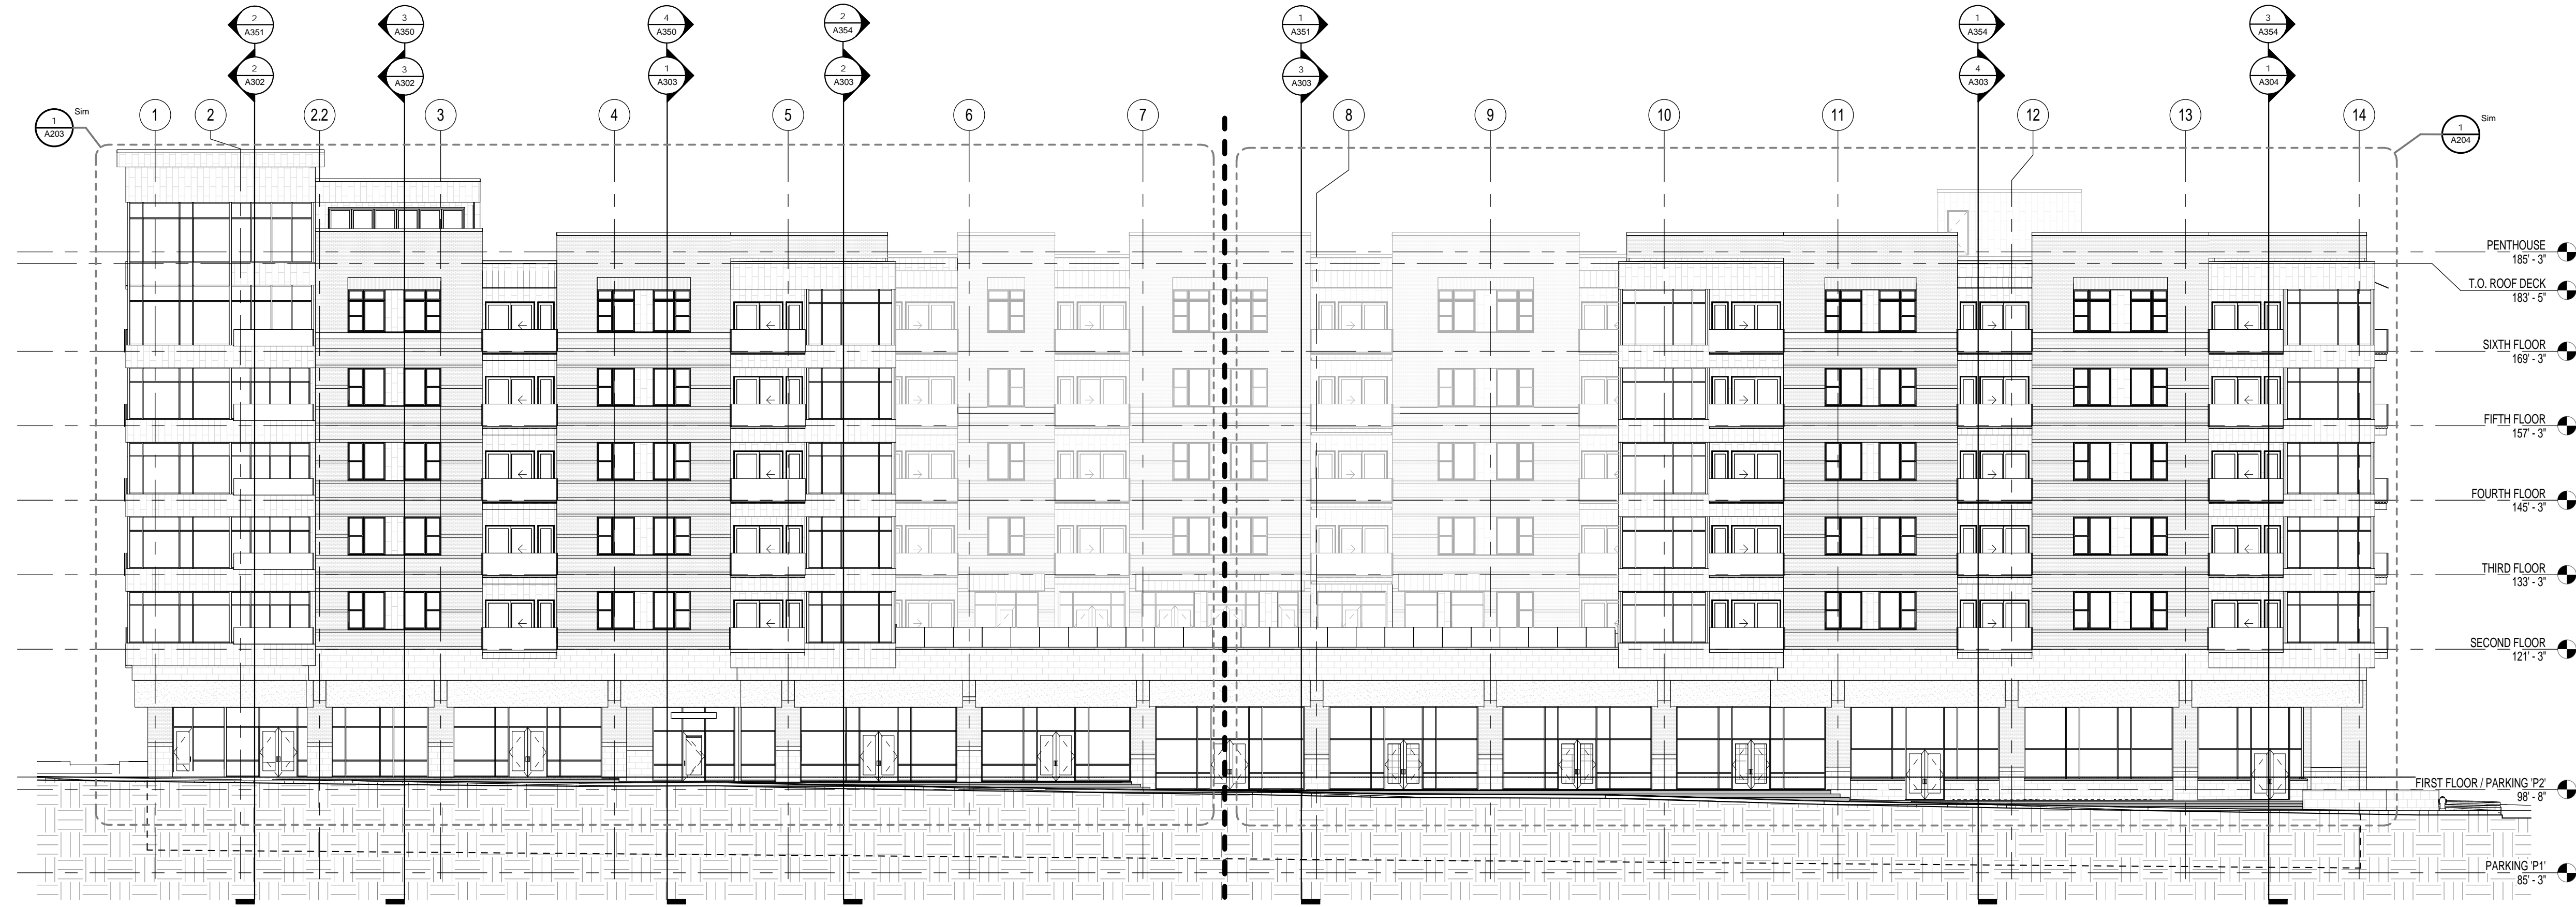 2
A351
3
A350
4
A350
2
A354
1
A351
1
A354
3
A354
2
A302
3
A302
1
A303
2
A303
3
A303
4
A303
1
A304
1
A203
Sim
1
2
2.2
3
4
5
6
7
8
9
10
11
12
13
14
1
A204
Sim
PENTHOUSE
185' - 3"
T.O. ROOF DECK
183' - 5"
SIXTH FLOOR
169' - 3"
FIFTH FLOOR
157' - 3"
FOURTH FLOOR
145' - 3"
THIRD FLOOR
133' - 3"
SECOND FLOOR
121' - 3"
FIRST FLOOR / PARKING 'P2'
98' - 8"
PARKING 'P1'
85' - 3"